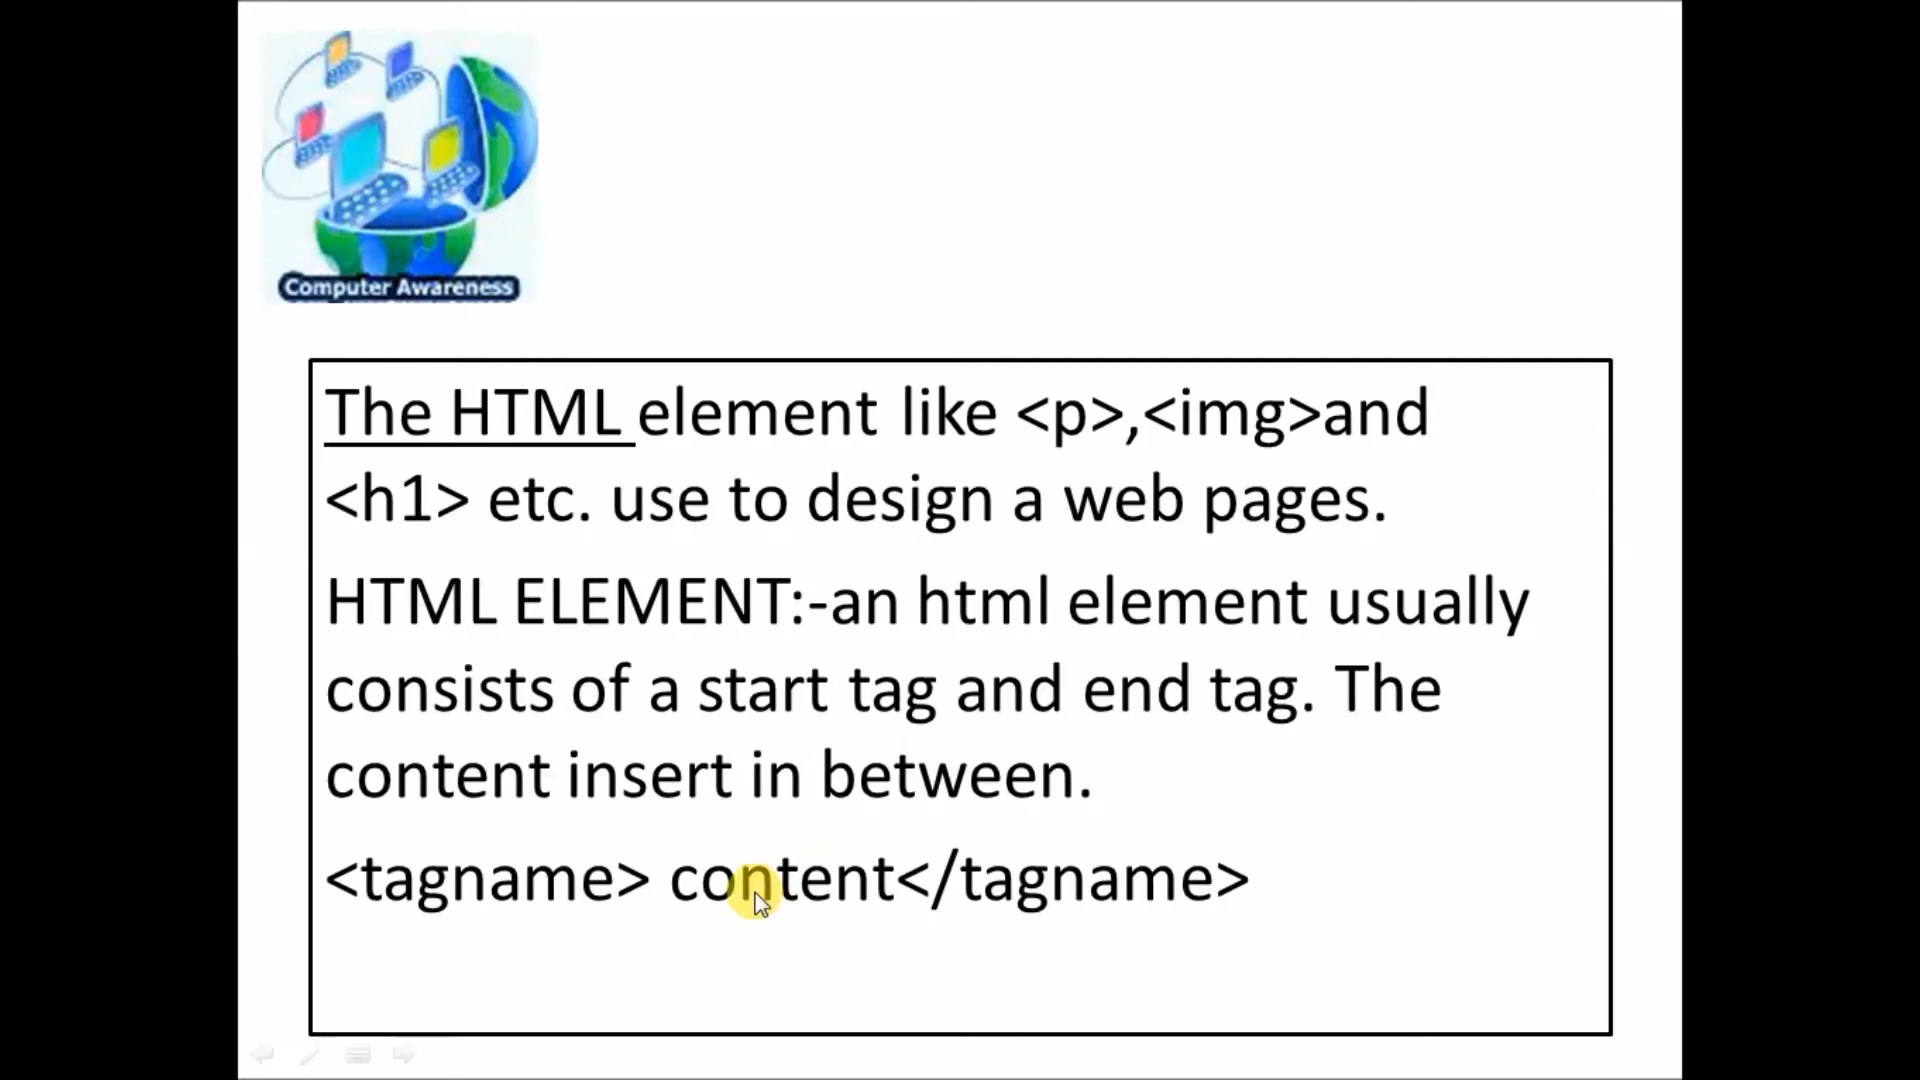 Computer Awareness
The HTML element like <p>,<img>and
<h1> etc. use to design a web pages.
HTML ELEMENT:-an html element usually
consists of a start tag and end tag. The
content insert in between.
<tagname> content</tagname>